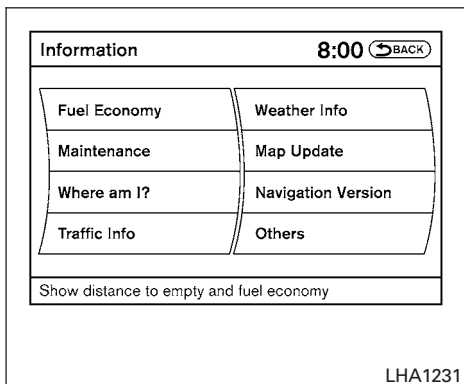 Information 8:00 BACK
Fuel Economy
Maintenance
Where am I?
Traffic Info
Weather Info
Map Update
Navigation Version
Others
Show distance to empty and fuel economy
LHA1231